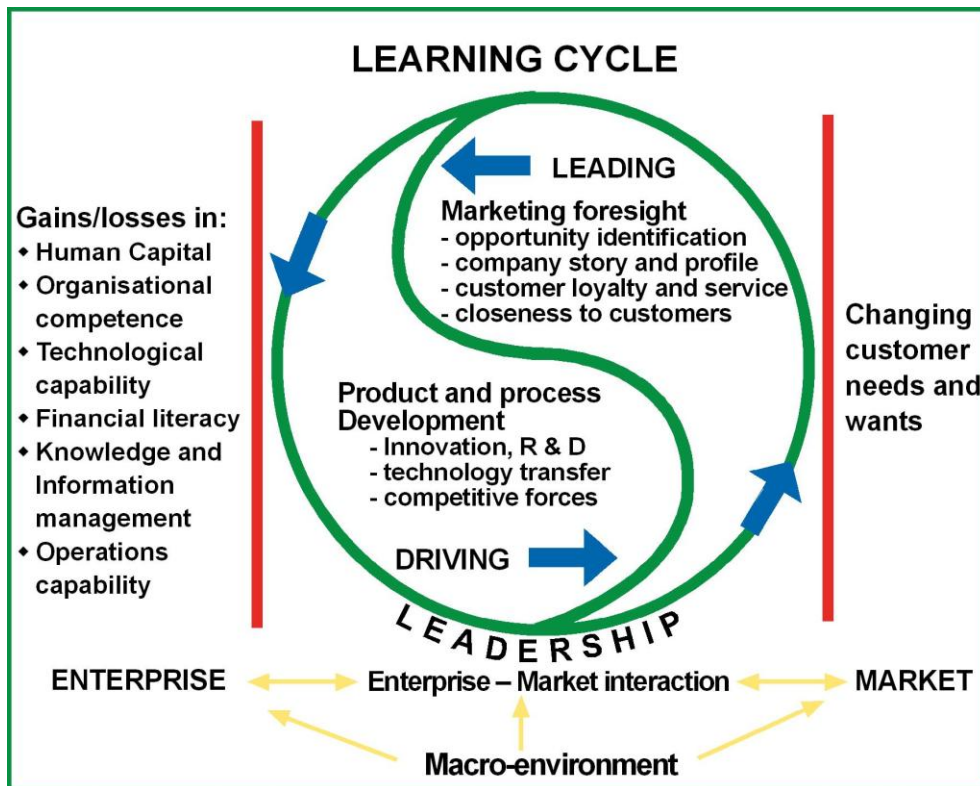 LEARNING CYCLE
Gains/losses in:
◆ Human Capital
◆ Organisational
competence
◆ Technological
capability
◆ Financial literacy
◆ Knowledge and
Information
management
◆ Operations
capability
LEADING
Marketing foresight
- opportunity identification
- company story and profile
- customer loyalty and service
- closeness to customers
Product and process
Development
- Innovation, R & D
- technology transfer
- competitive forces
DRIVING
LEADERSHIP
Changing
customer
needs and
wants
ENTERPRISE
Enterprise – Market interaction
MARKET
Macro-environment